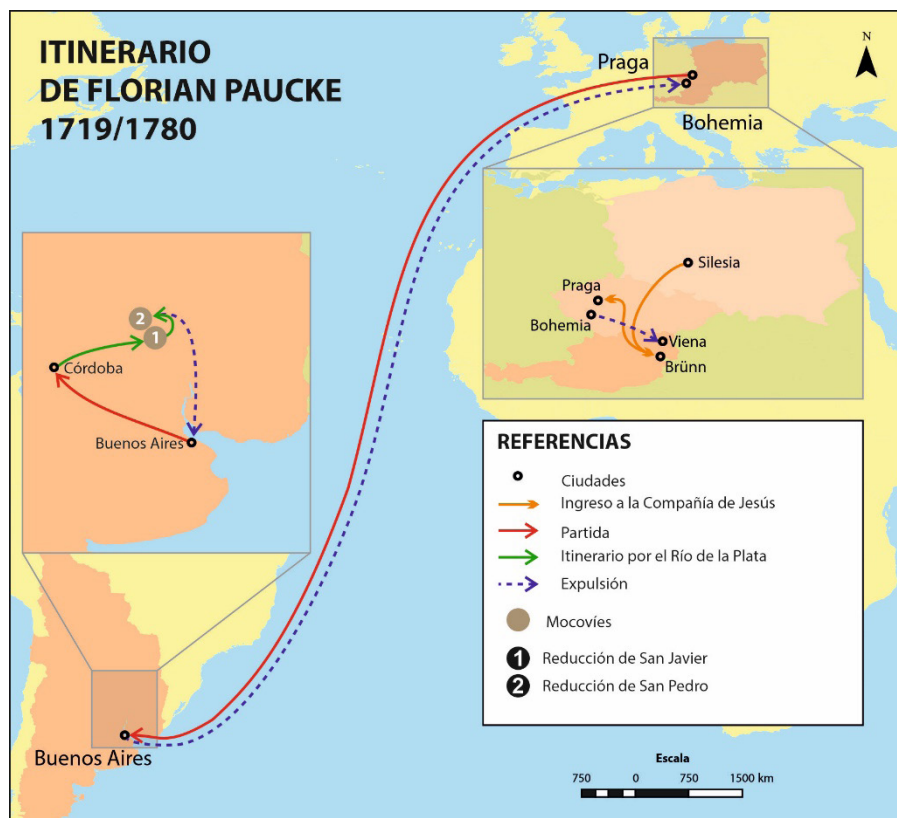 ITINERARIO
DE FLORIAN PAUCKE
1719/1780
Praga
N
Bohemia
Silesia
Praga
Bohemia
Viena
Brünn
2
1
Córdoba
Buenos Aires
REFERENCIAS
Ciudades
Ingreso a la Compañía de Jesús
Partida
Itinerario por el Río de la Plata
Expulsión
Mocovíes
1 Reducción de San Javier
2 Reducción de San Pedro
Buenos Aires
Escala
750 0 750 1500 km